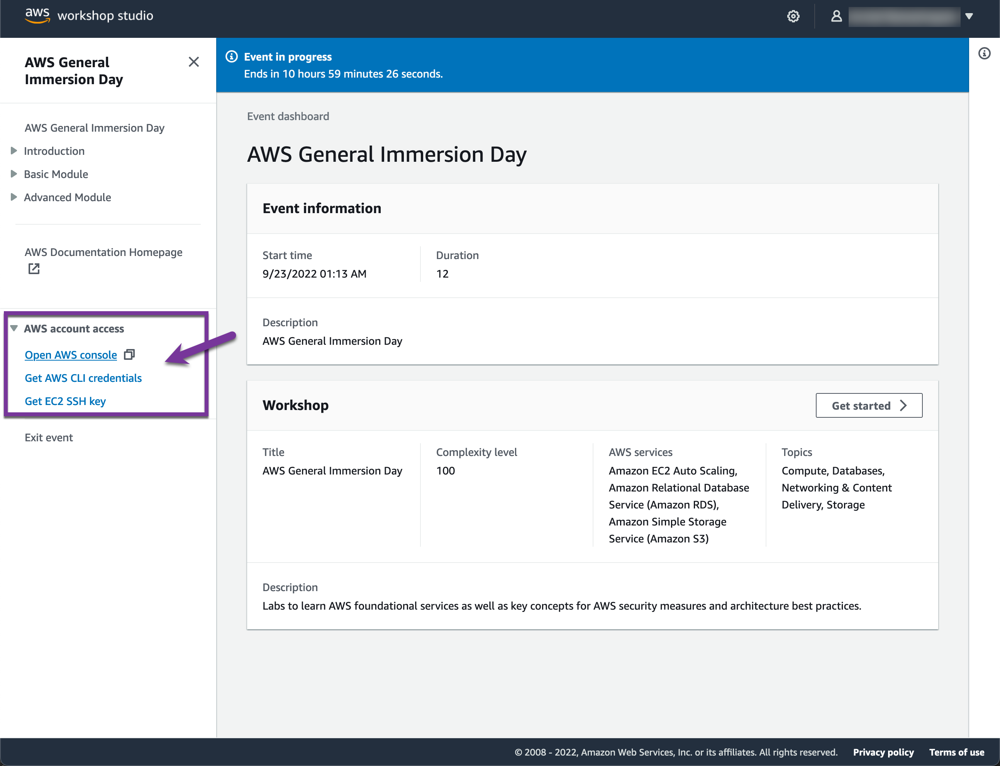 aws workshop studio
AWS General
Immersion Day
AWS General Immersion Day
Introduction
Basic Module
Advanced Module
AWS Documentation Homepage
AWS account access
Open AWS console
Get AWS CLI credentials
Get EC2 SSH key
Exit event
Event in progress
Ends in 10 hours 59 minutes 26 seconds.
Event dashboard
AWS General Immersion Day
Event information
Start time
9/23/2022 01:13 AM
Duration
12
Description
AWS General Immersion Day
Workshop
Get started
Title
AWS General Immersion Day
Complexity level
100
AWS services
Amazon EC2 Auto Scaling,
Amazon Relational Database
Service (Amazon RDS),
Amazon Simple Storage
Service (Amazon S3)
Topics
Compute, Databases,
Networking & Content
Delivery, Storage
Description
Labs to learn AWS foundational services as well as key concepts for AWS security measures and architecture best practices.
© 2008 - 2022, Amazon Web Services, Inc. or its affiliates. All rights reserved.
Privacy policy
Terms of use